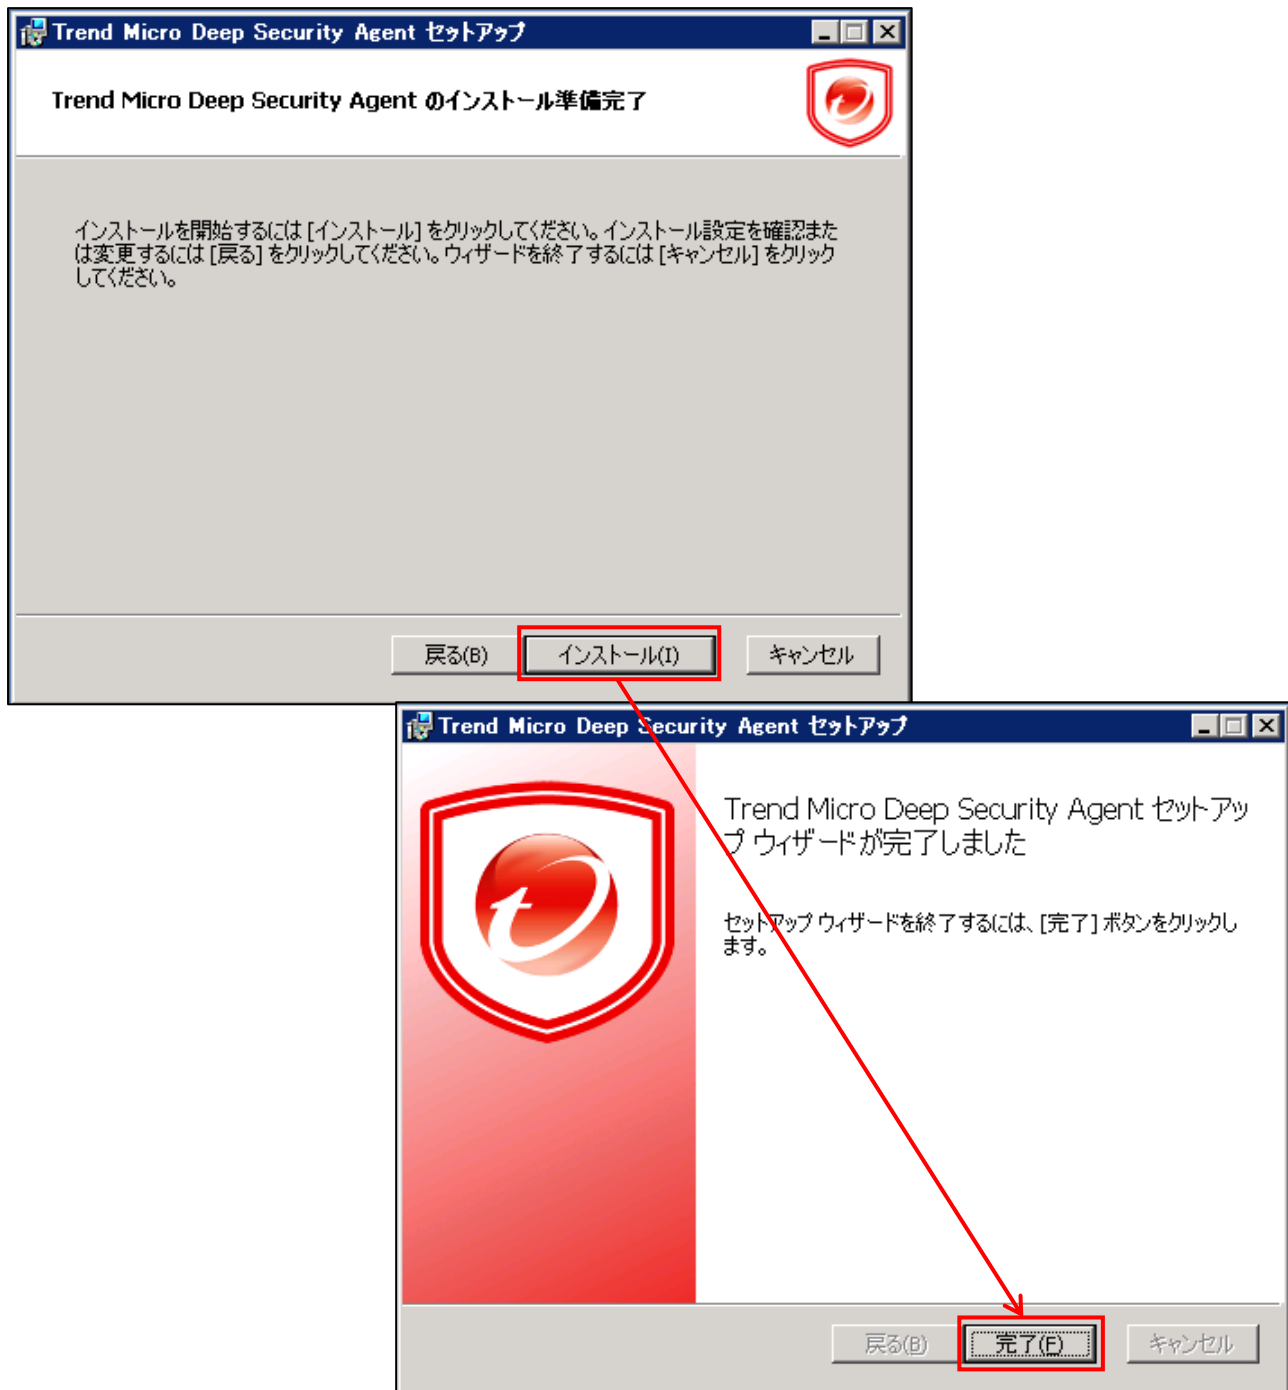 Trend Micro Deep Security Agent セットアップ
Trend Micro Deep Security Agent のインストール準備完了
インストールを開始するには [インストール] をクリックしてください。インストール設定を確認また
は変更するには [戻る] をクリックしてください。ウィザードを終了するには [キャンセル] をクリック
してください。
戻る(B) インストール(I) キャンセル
Trend Micro Deep Security Agent セットアップ
Trend Micro Deep Security Agent セットアッ
プ ウィザードが完了しました
セットアップ ウィザードを終了するには、[完了] ボタンをクリックし
ます。
戻る(B) 完了(F) キャンセル